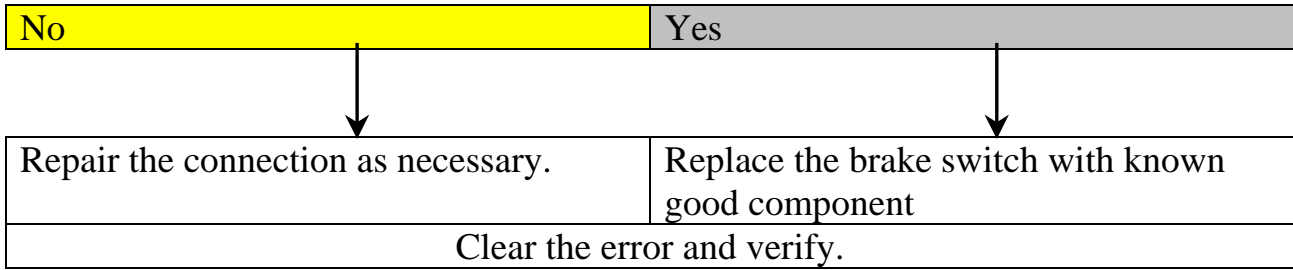 No
Yes
Repair the connection as necessary.
Replace the brake switch with known
good component
Clear the error and verify.